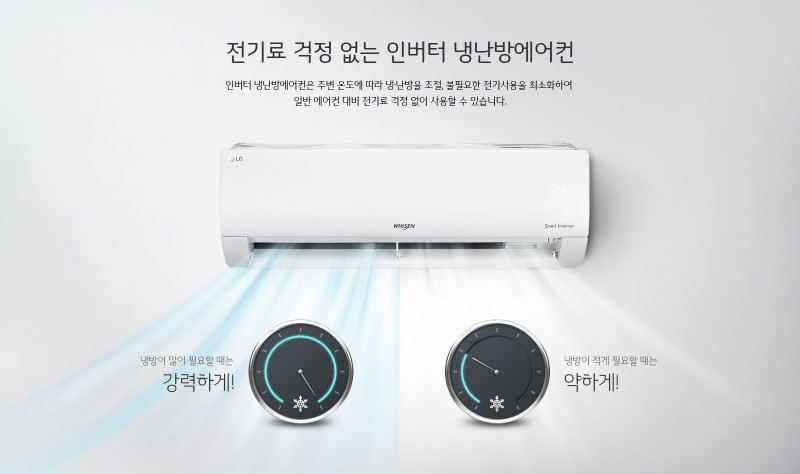 전기료 걱정 없는 인버터 냉난방에어컨
인버터 냉난방에어컨은 주변 온도에 따라 냉·난방을 조절, 불필요한 전기사용을 최소화하여
일반 에어컨 대비 전기료 걱정 없이 사용할 수 있습니다.
LG
WHISEN
Smart Inverter
냉방이 많이 필요할 때는
강력하게!
냉방이 적게 필요할 때는
약하게!